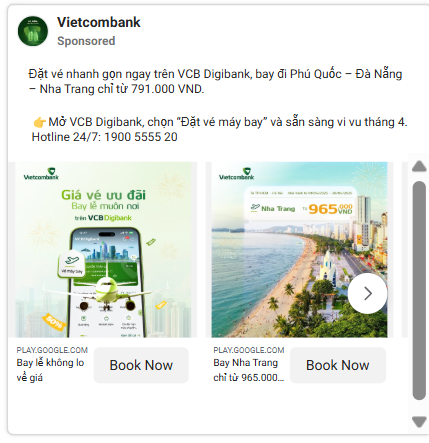 Vietcombank
Sponsored
Đặt vé nhanh gọn ngay trên VCB Digibank, bay đi Phú Quốc – Đà Nẵng
– Nha Trang chỉ từ 791.000 VND.
👉 Mở VCB Digibank, chọn “Đặt vé máy bay” và sẵn sàng vi vu tháng 4.
Hotline 24/7: 1900 5555 20
Vietcombank
Giá vé ưu đãi
Bay lễ muôn nơi
trên VCB Digibank
Vé máy bay
Vietcombank
Nha Trang TỪ 965.000 VND
PLAY.GOOGLE.COM
Bay lễ không lo
về giá
Book Now
PLAY.GOOGLE.COM
Bay Nha Trang
chỉ từ 965.000...
Book Now